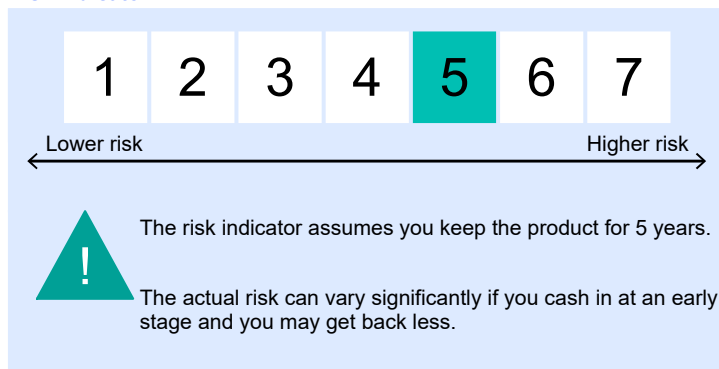 1 2 3 4 5 6 7
Lower risk Higher risk
! The risk indicator assumes you keep the product for 5 years.
The actual risk can vary significantly if you cash in at an early
stage and you may get back less.